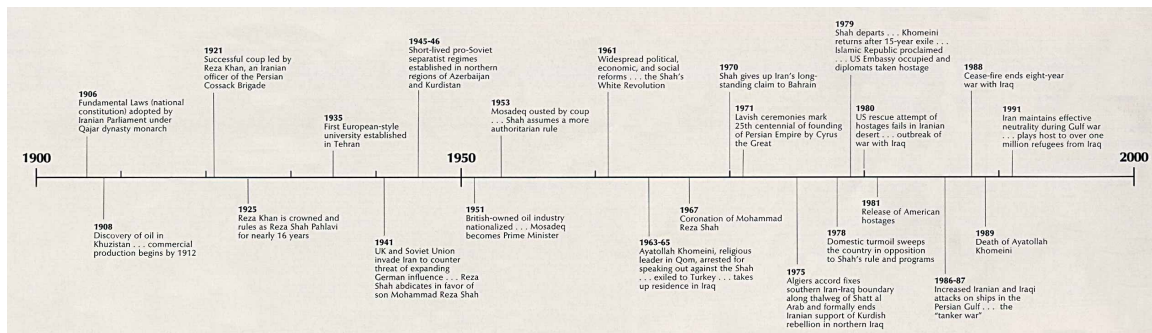 1900
1950
2000
1906
Fundamental Laws (national
constitution) adopted by
Iranian Parliament under
Qajar dynasty monarch
1908
Discovery of oil in
Khuzistan . . . commercial
production begins by 1912
1921
Successful coup led by
Reza Khan, an Iranian
officer of the Persian
Cossack Brigade
1925
Reza Khan is crowned and
rules as Reza Shah Pahlavi
for nearly 16 years
1935
First European-style
university established
in Tehran
1941
UK and Soviet Union
invade Iran to counter
threat of expanding
German influence . . . Reza
Shah abdicates in favor of
son Mohammad Reza Shah
1945-46
Short-lived pro-Soviet
separatist regimes
established in northern
regions of Azerbaijan
and Kurdistan
1951
British-owned oil industry
nationalized . . . Mosadeq
becomes Prime Minister
1953
Mosadeq ousted by coup
. . . Shah assumes a more
authoritarian rule
1961
Widespread political,
economic, and social
reforms . . . the Shah's
White Revolution
1963-65
Ayatollah Khomeini, religious
leader in Qom, arrested for
speaking out against the Shah
. . . exiled to Turkey . . . takes
up residence in Iraq
1967
Coronation of Mohammad
Reza Shah
1970
Shah gives up Iran's long-
standing claim to Bahrain
1971
Lavish ceremonies mark
25th centennial of founding
of Persian Empire by Cyrus
the Great
1975
Algiers accord fixes
southern Iran-Iraq boundary
along thalweg of Shatt al
Arab and formally ends
Iranian support of Kurdish
rebellion in northern Iraq
1978
Domestic turmoil sweeps
the country in opposition
to Shah's rule and programs
1979
Shah departs . . . Khomeini
returns after 15-year exile . . .
Islamic Republic proclaimed
. . . US Embassy occupied and
diplomats taken hostage
1980
US rescue attempt of
hostages fails in Iranian
desert . . . outbreak of
war with Iraq
1981
Release of American
hostages
1986-87
Increased Iranian and Iraqi
attacks on ships in the
Persian Gulf . . . the
"tanker war"
1988
Cease-fire ends eight-year
war with Iraq
1989
Death of Ayatollah
Khomeini
1991
Iran maintains effective
neutrality during Gulf war
. . . plays host to over one
million refugees from Iraq